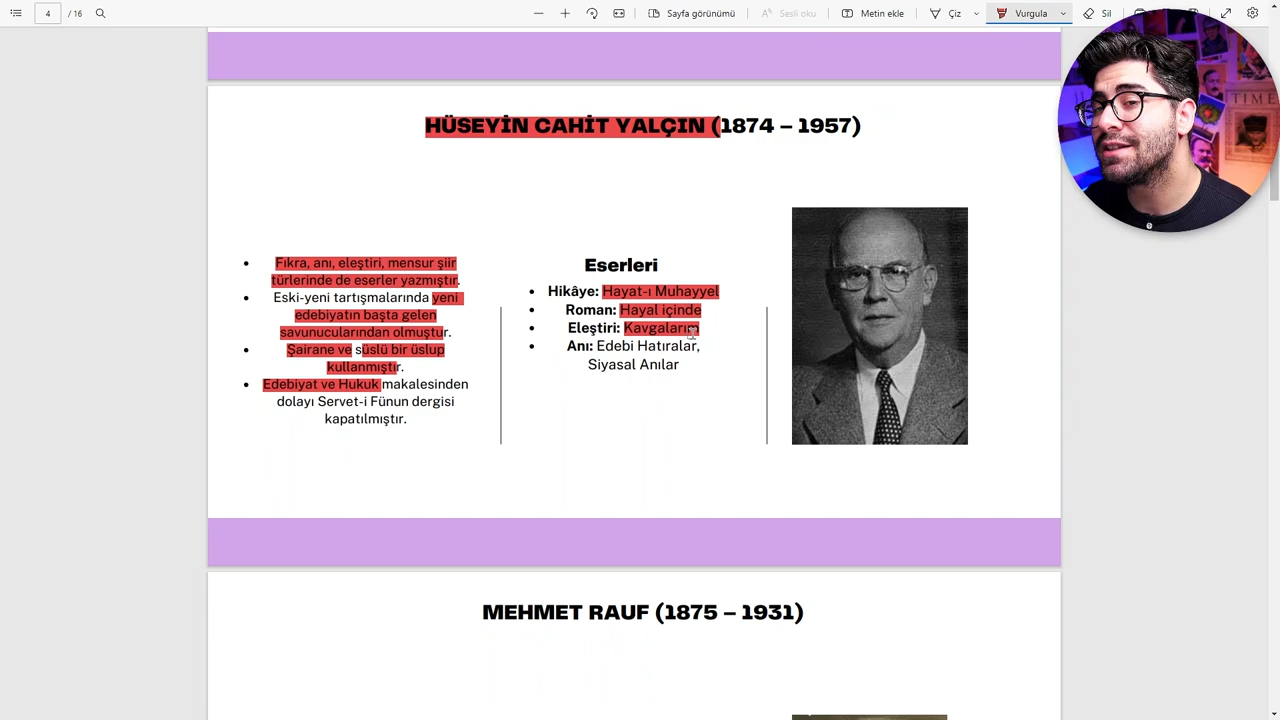 4 / 16 Sayfa görünümü Sesli oku Metin ekle Çiz Vurgula Sil
TIME
HÜSEYİN CAHİT YALÇIN (1874 – 1957)
Fıkra, anı, eleştiri, mensur şiir
türlerinde de eserler yazmıştır.
Eski-yeni tartışmalarında yeni
edebiyatın başta gelen
savunucularından olmuştur.
Şairane ve süslü bir üslup
kullanmıştır.
Edebiyat ve Hukuk makalesinden
dolayı Servet-i Fünun dergisi
kapatılmıştır.
Eserleri
Hikâye: Hayat-ı Muhayyel
Roman: Hayal içinde
Eleştiri: Kavgalarım
Anı: Edebi Hatıralar,
Siyasal Anılar
MEHMET RAUF (1875 – 1931)